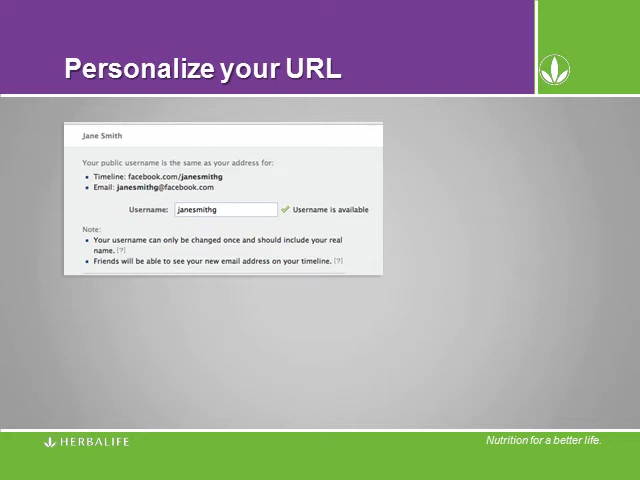 Personalize your URL
Jane Smith
Your public username is the same as your address for:
▪ Timeline: facebook.com/janesmithg
▪ Email: janesmithg@facebook.com
Username: janesmithg Username is available
Note:
▪ Your username can only be changed once and should include your real
name. [?]
▪ Friends will be able to see your new email address on your timeline. [?]
HERBALIFE
Nutrition for a better life.